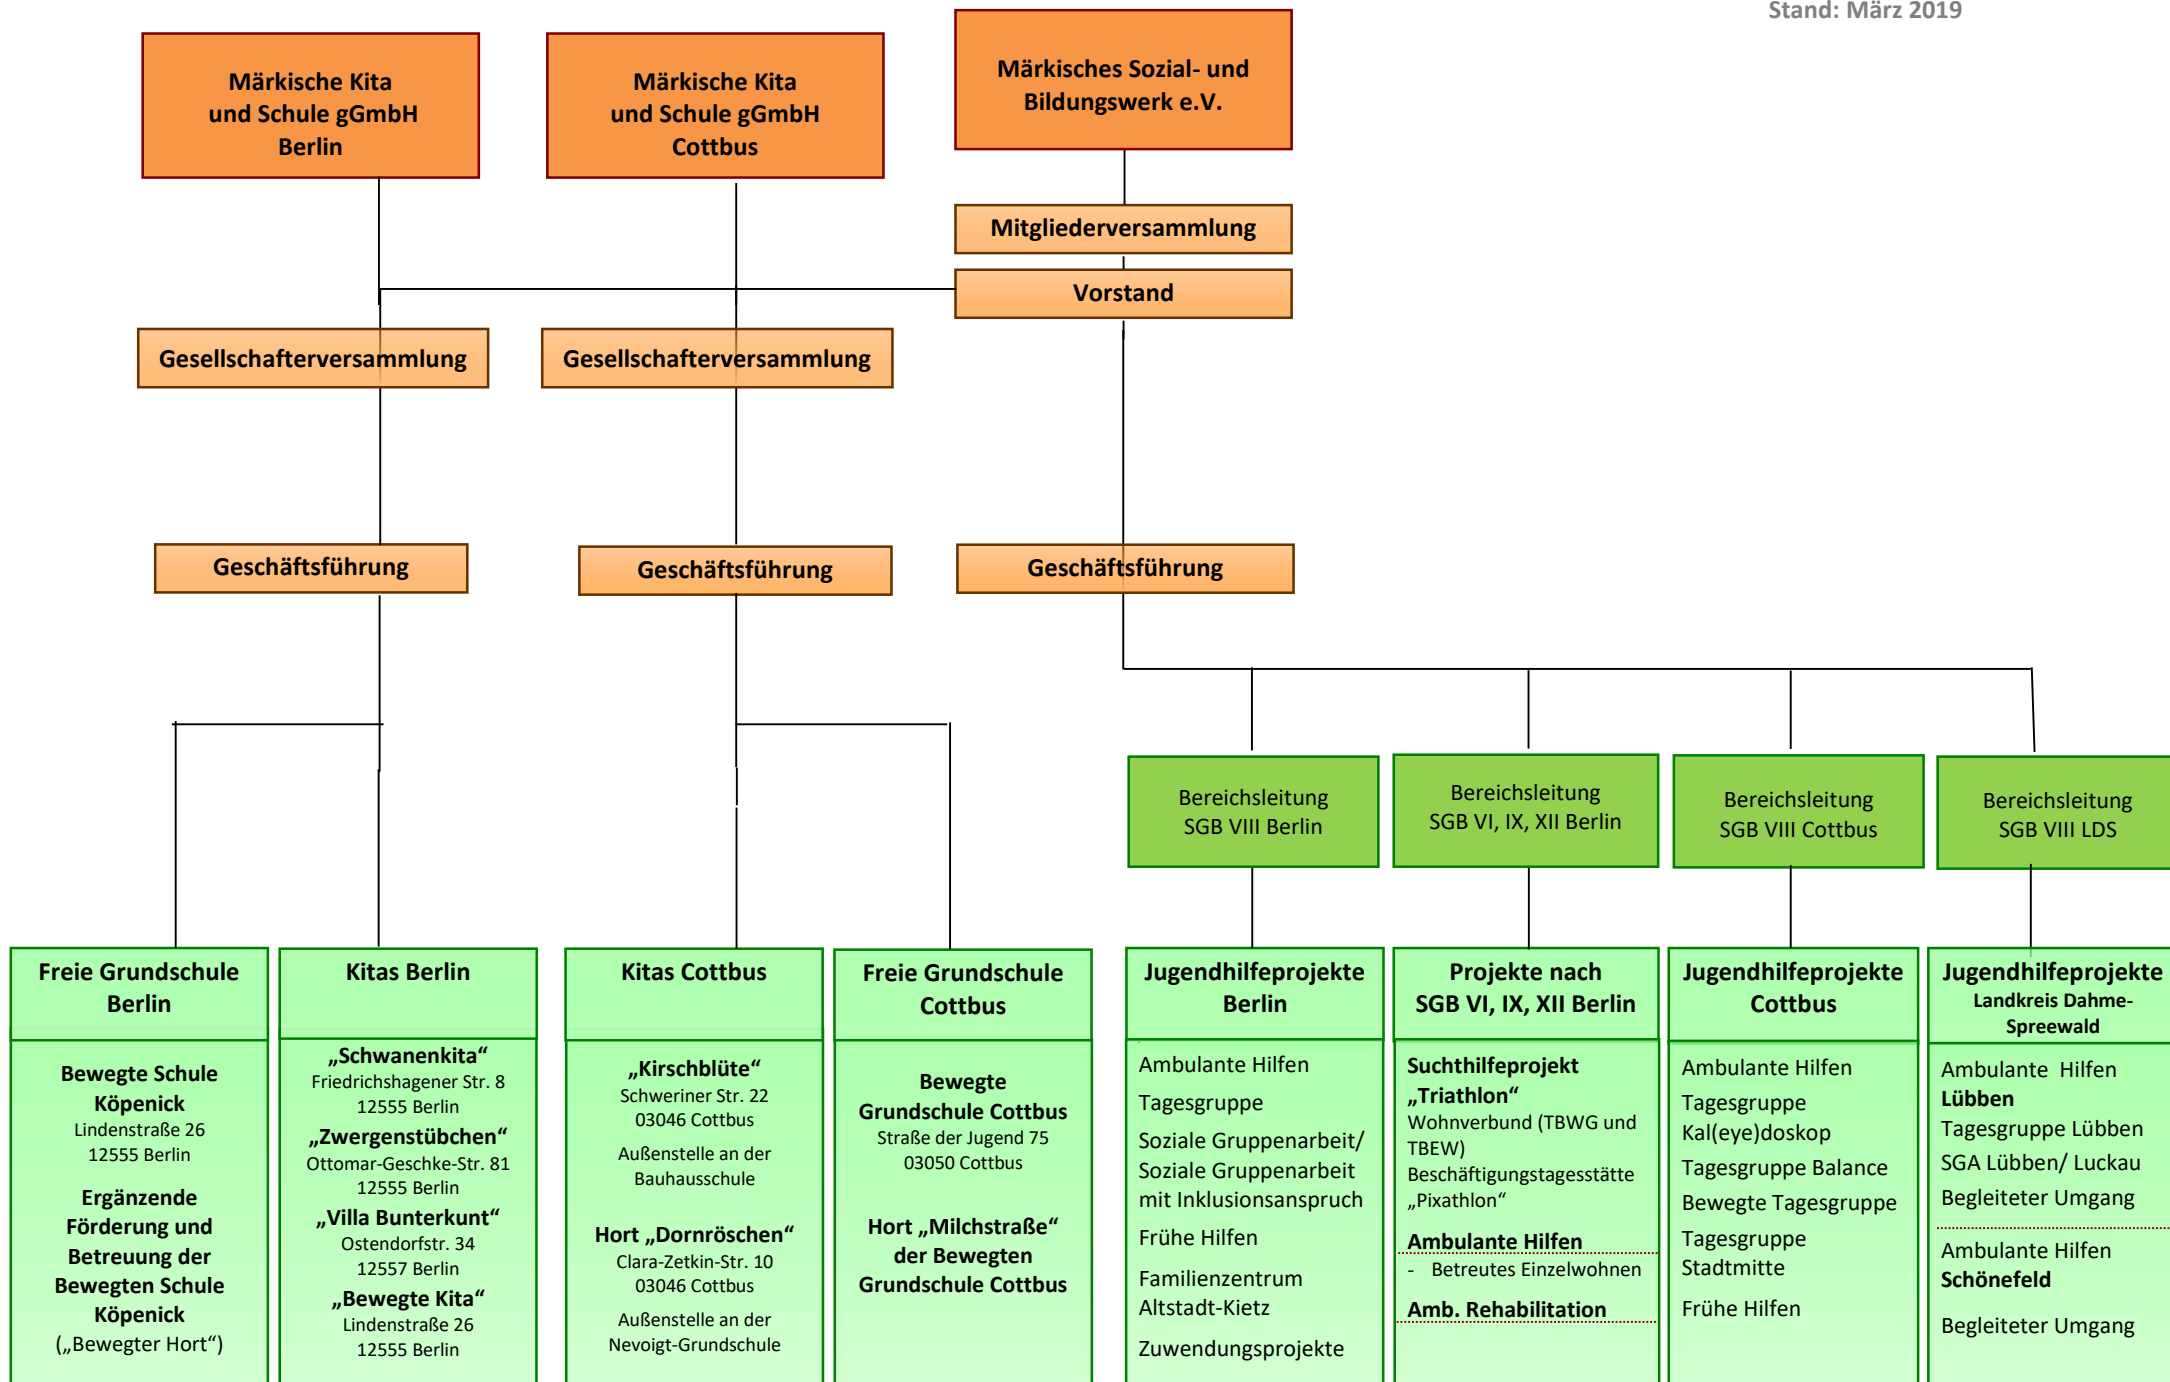 Stand: März 2019
Märkische Kita
und Schule gGmbH
Berlin
Märkische Kita
und Schule gGmbH
Cottbus
Märkisches Sozial- und
Bildungswerk e.V.
Mitgliederversammlung
Vorstand
Gesellschafterversammlung
Gesellschafterversammlung
Geschäftsführung
Geschäftsführung
Geschäftsführung
Bereichsleitung
SGB VIII Berlin
Bereichsleitung
SGB VI, IX, XII Berlin
Bereichsleitung
SGB VIII Cottbus
Bereichsleitung
SGB VIII LDS
Freie Grundschule
Berlin
Bewegte Schule
Köpenick
Lindenstraße 26
12555 Berlin
Ergänzende
Förderung und
Betreuung der
Bewegten Schule
Köpenick
(„Bewegter Hort“)
Kitas Berlin
„Schwanenkita“
Friedrichshagener Str. 8
12555 Berlin
„Zwergenstübchen“
Ottomar-Geschke-Str. 81
12555 Berlin
„Villa Bunterkunt“
Ostendorfstr. 34
12557 Berlin
„Bewegte Kita“
Lindenstraße 26
12555 Berlin
Kitas Cottbus
„Kirschblüte“
Schweriner Str. 22
03046 Cottbus
Außenstelle an der
Bauhausschule
Hort „Dornröschen“
Clara-Zetkin-Str. 10
03046 Cottbus
Außenstelle an der
Nevoigt-Grundschule
Freie Grundschule
Cottbus
Bewegte
Grundschule Cottbus
Straße der Jugend 75
03050 Cottbus
Hort „Milchstraße“
der Bewegten
Grundschule Cottbus
Jugendhilfeprojekte
Berlin
Ambulante Hilfen
Tagesgruppe
Soziale Gruppenarbeit/
Soziale Gruppenarbeit
mit Inklusionsanspruch
Frühe Hilfen
Familienzentrum
Altstadt-Kietz
Zuwendungsprojekte
Projekte nach
SGB VI, IX, XII Berlin
Suchthilfeprojekt
„Triathlon“
Wohnverbund (TBWG und
TBEW)
Beschäftigungstagesstätte
„Pixathlon“
Ambulante Hilfen
- Betreutes Einzelwohnen
Amb. Rehabilitation
Jugendhilfeprojekte
Cottbus
Ambulante Hilfen
Tagesgruppe
Kal(eye)doskop
Tagesgruppe Balance
Bewegte Tagesgruppe
Tagesgruppe
Stadtmitte
Frühe Hilfen
Jugendhilfeprojekte
Landkreis Dahme-
Spreewald
Ambulante Hilfen
Lübben
Tagesgruppe Lübben
SGA Lübben/ Luckau
Begleiteter Umgang
Ambulante Hilfen
Schönefeld
Begleiteter Umgang